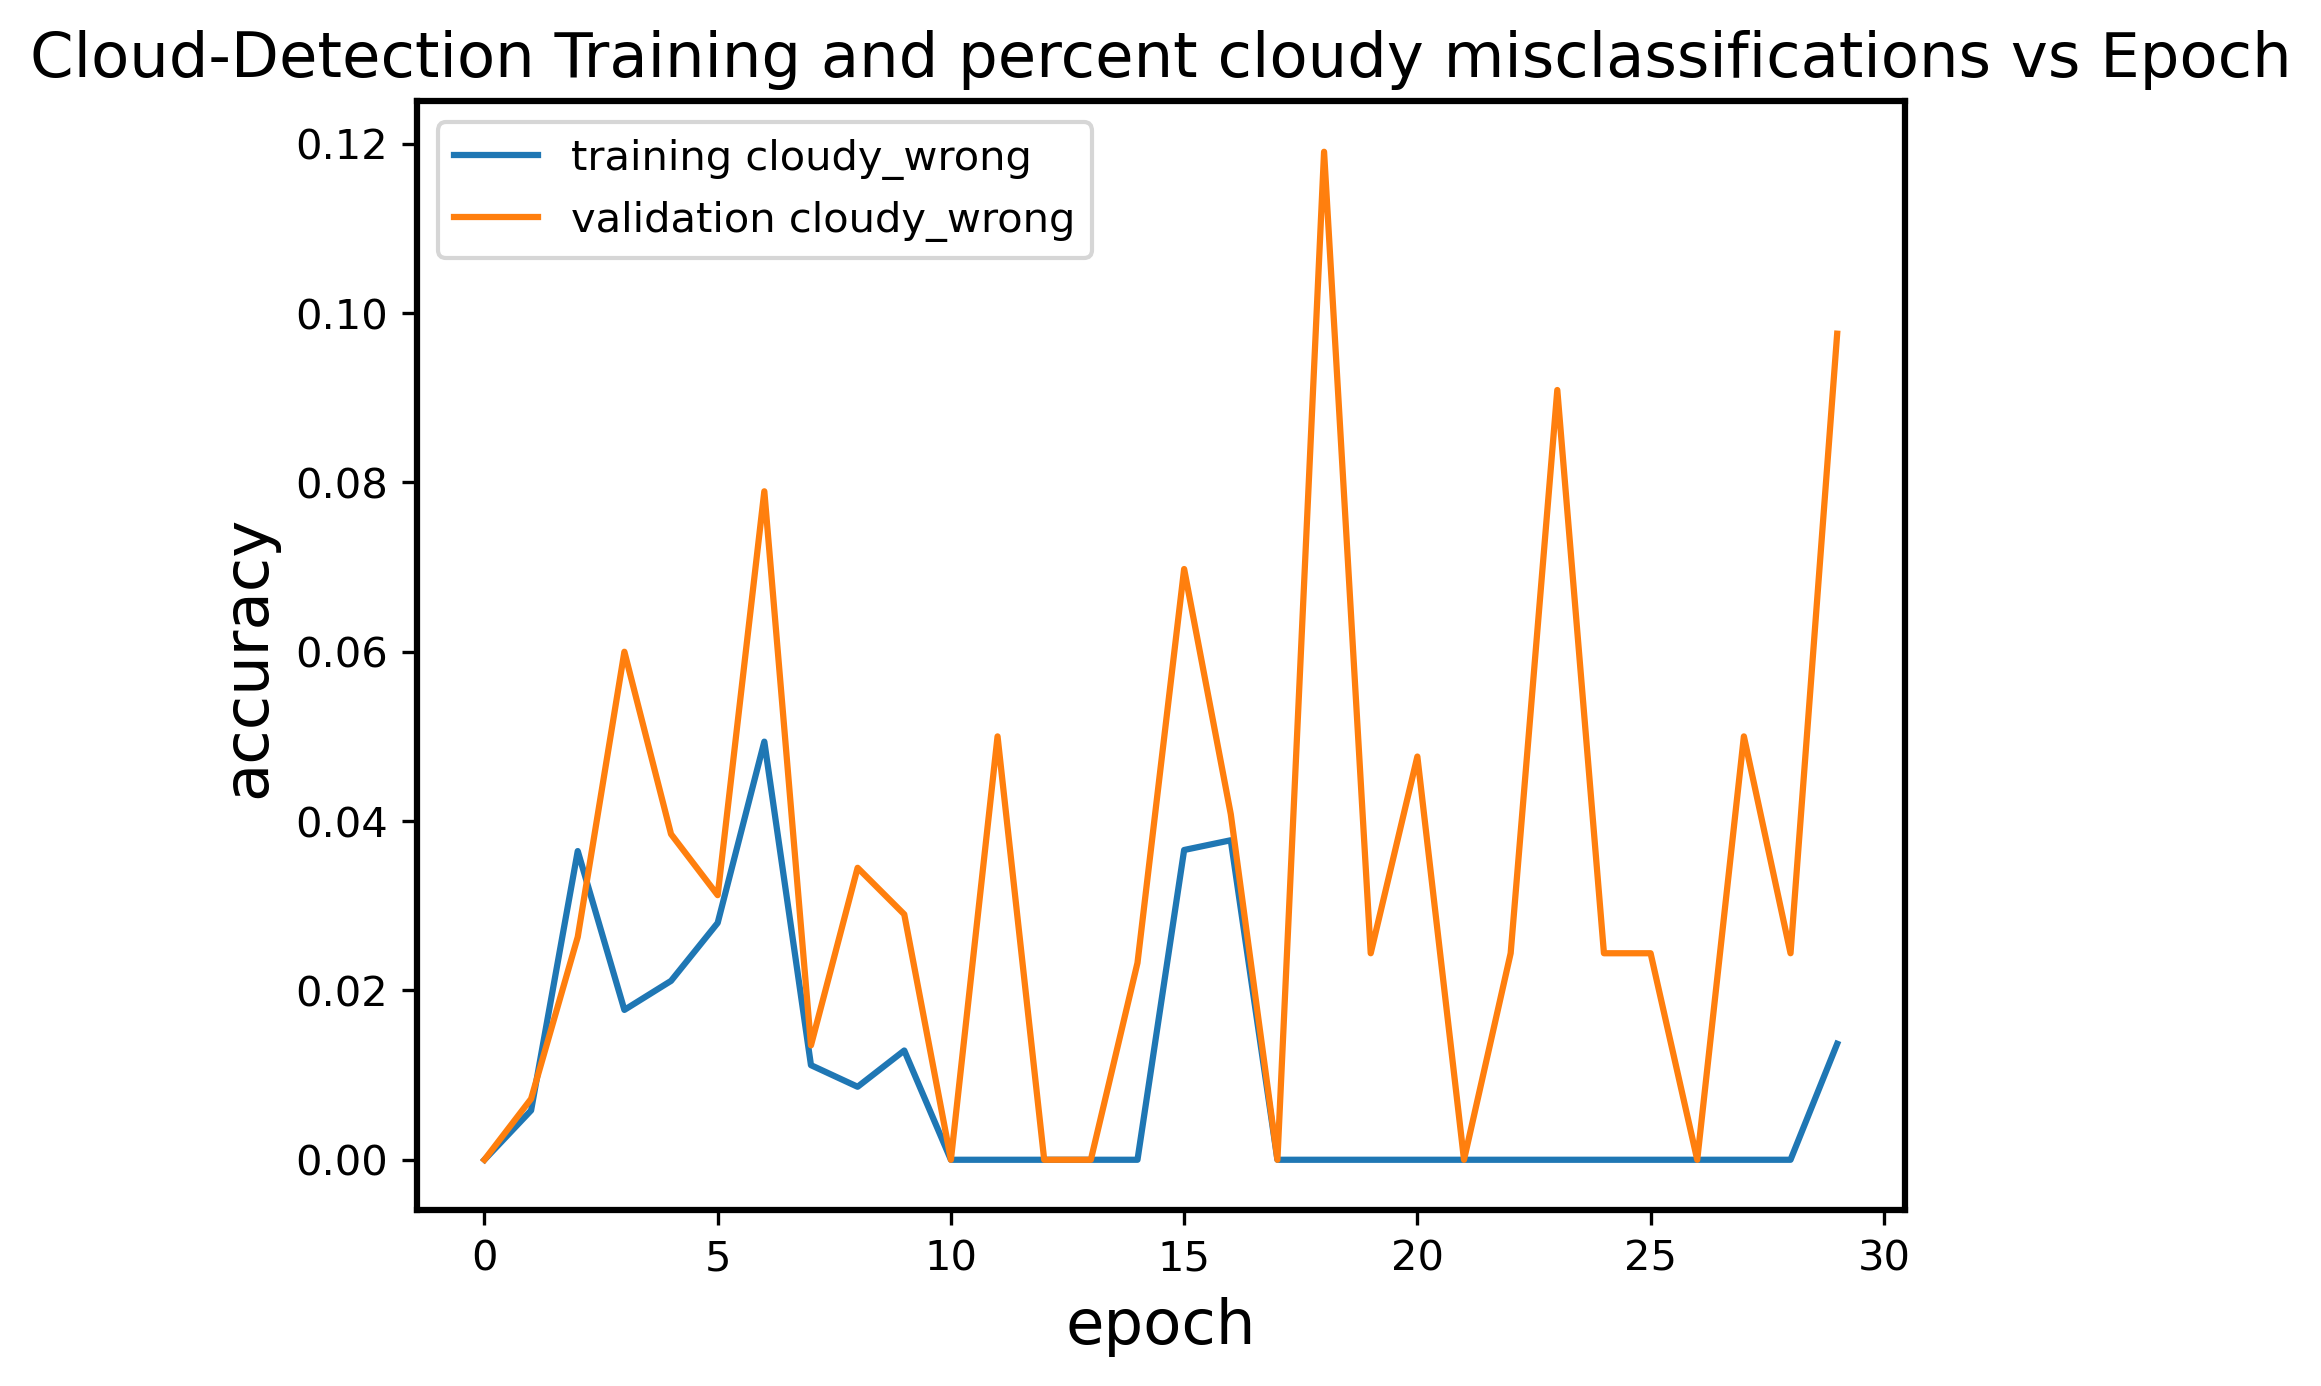 Cloud-Detection Training and percent cloudy misclassifications vs Epoch
training cloudy_wrong
validation cloudy_wrong
0.12
0.10
0.08
0.06
0.04
0.02
0.00
accuracy
0 5 10 15 20 25 30
epoch